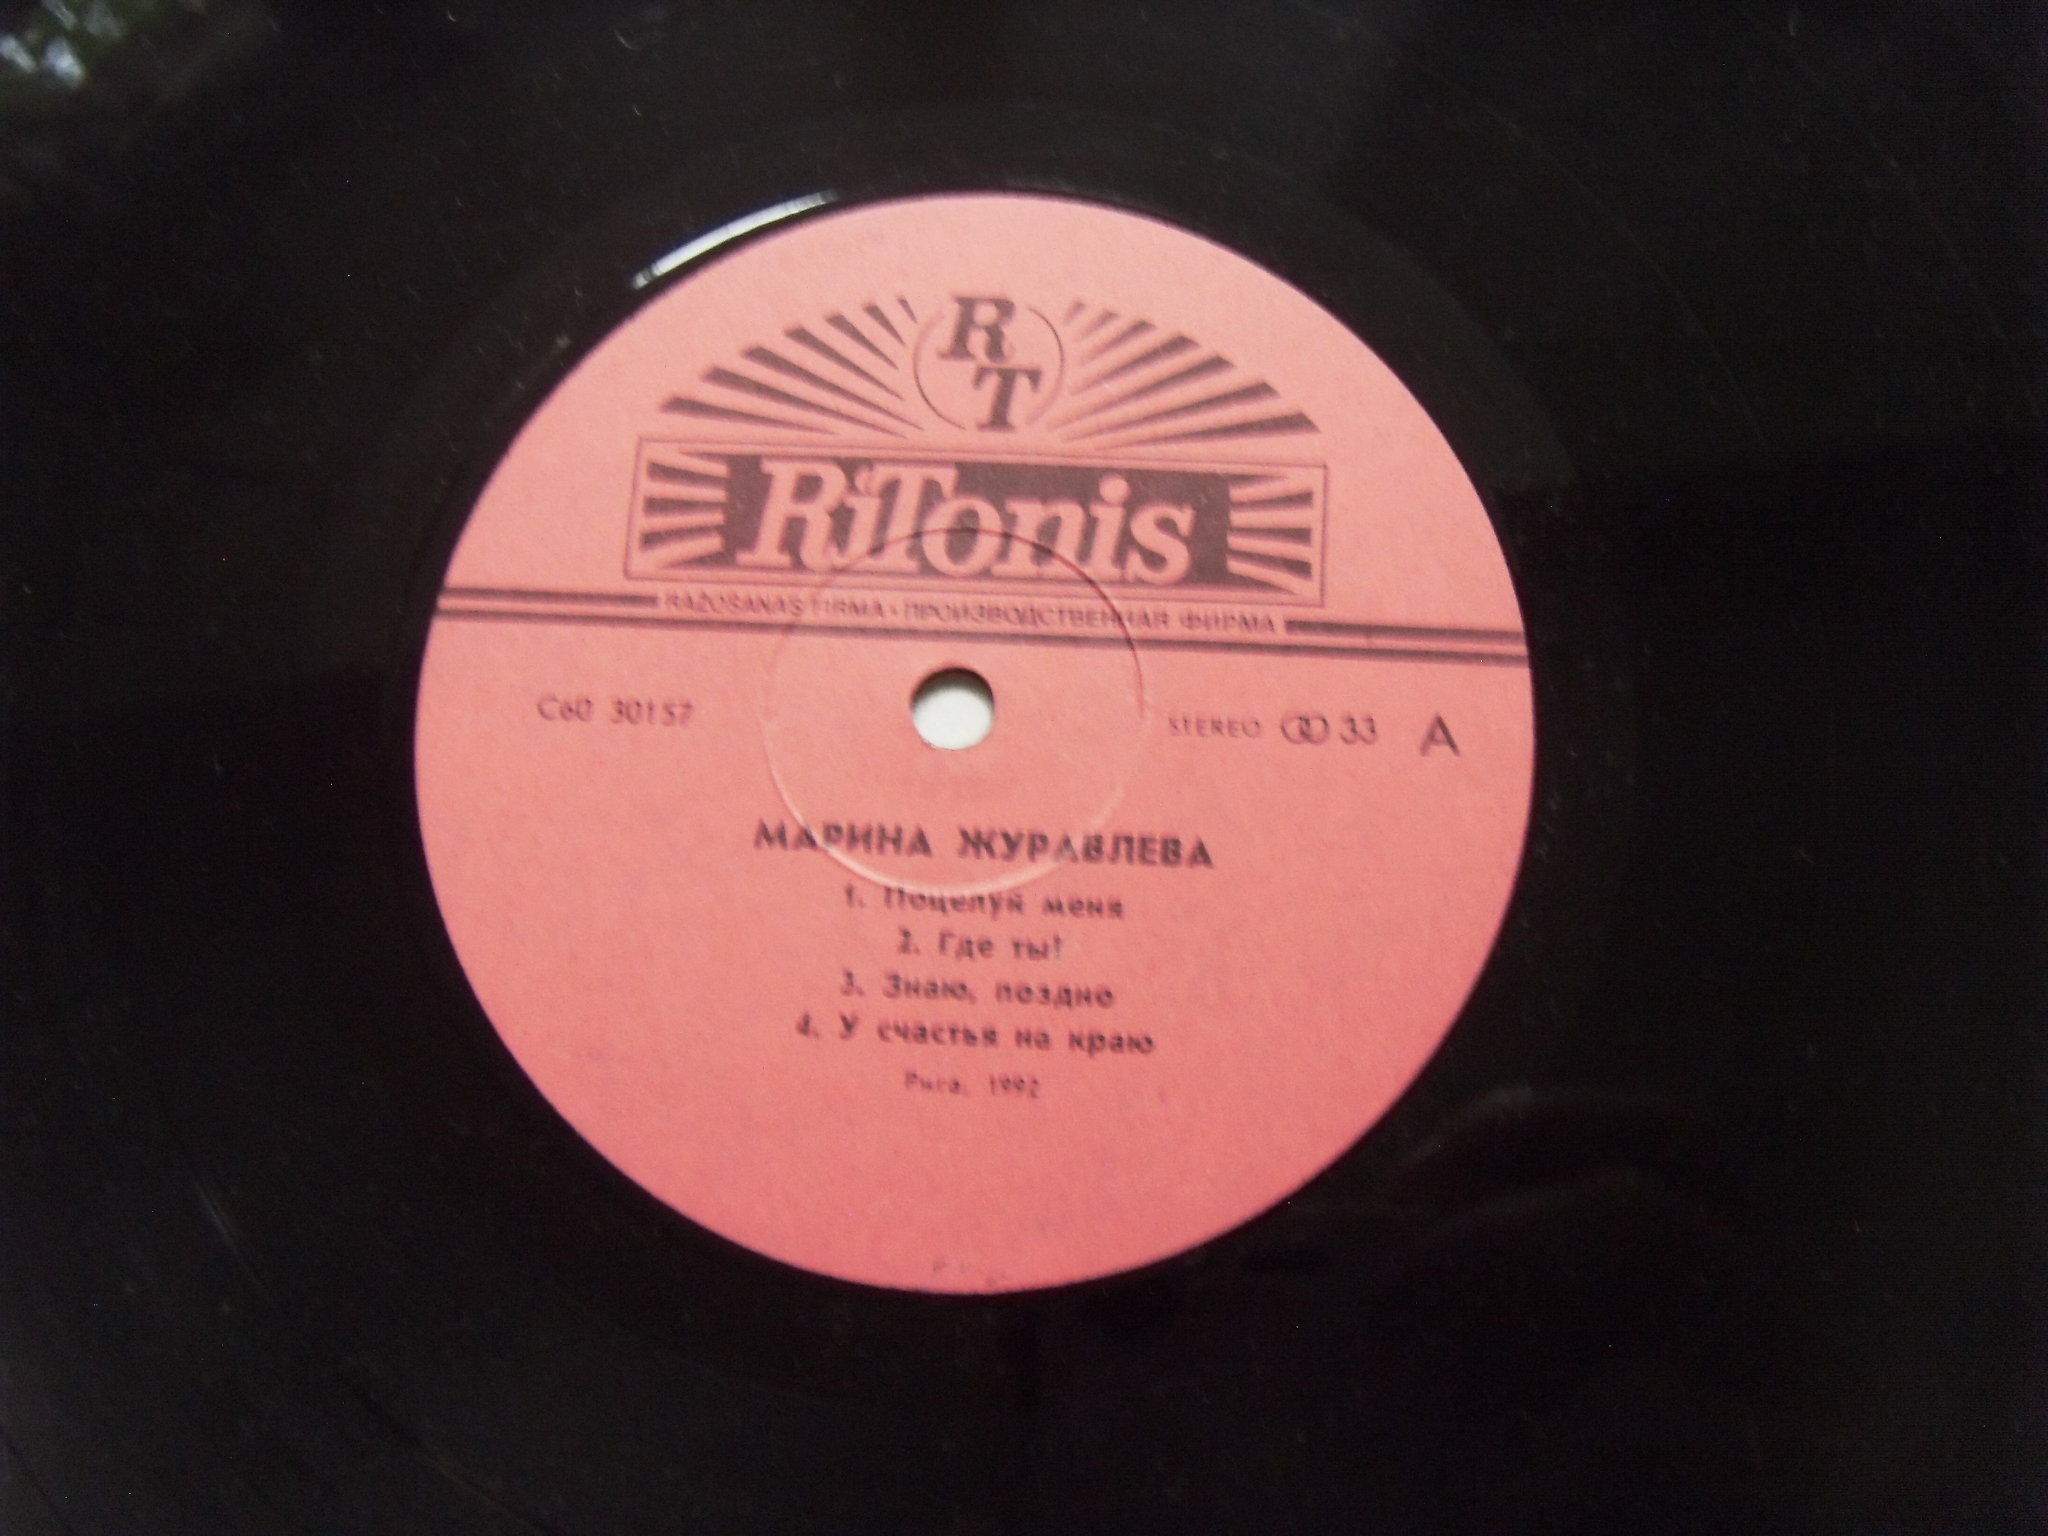 R
T
RiTonis
RAŽOŠANAS FIRMA • ПРОИЗВОДСТВЕННАЯ ФИРМА
С60 30157
STEREO 33 A
МАРИНА ЖУРАВЛЕВА
1. Поцелуй меня
2. Где ты!
3. Знаю, поздно
4. У счастья на краю
Рига, 1992